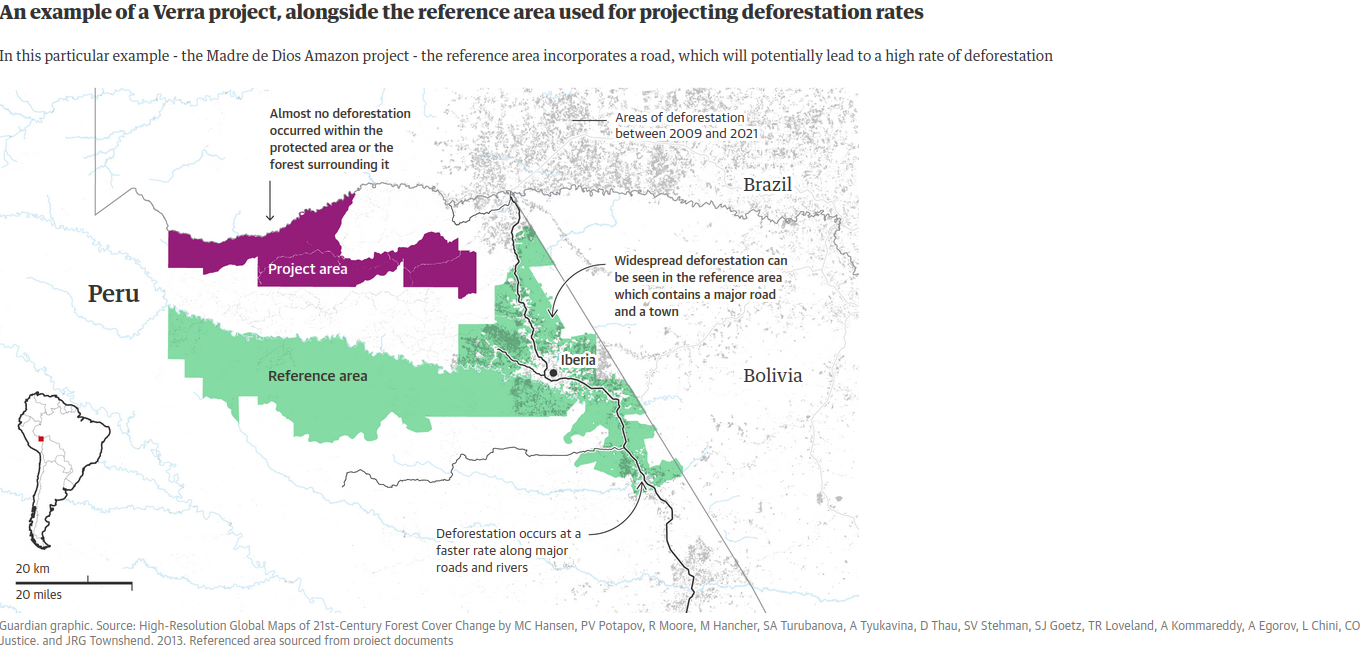 An example of a Verra project, alongside the reference area used for projecting deforestation rates
In this particular example - the Madre de Dios Amazon project - the reference area incorporates a road, which will potentially lead to a high rate of deforestation
Almost no deforestation
occurred within the
protected area or the
forest surrounding it
Areas of deforestation
between 2009 and 2021
Brazil
Project area
Widespread deforestation can
be seen in the reference area
which contains a major road
and a town
Peru
Iberia
Reference area
Bolivia
Deforestation occurs at a
faster rate along major
roads and rivers
20 km
20 miles
Guardian graphic. Source: High-Resolution Global Maps of 21st-Century Forest Cover Change by MC Hansen, PV Potapov, R Moore, M Hancher, SA Turubanova, A Tyukavina, D Thau, SV Stehman, SJ Goetz, TR Loveland, A Kommareddy, A Egorov, L Chini, CO
Justice, and JRG Townshend, 2013. Referenced area sourced from project documents